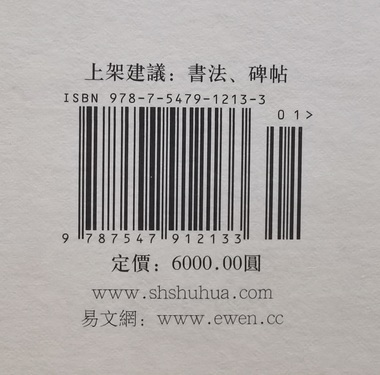 上架建議：書法、碑帖
ISBN 978-7-5479-1213-3
01>
9 787547 912133
定價：6000.00圓
www.shshuhua.com
易文網：www.ewen.cc